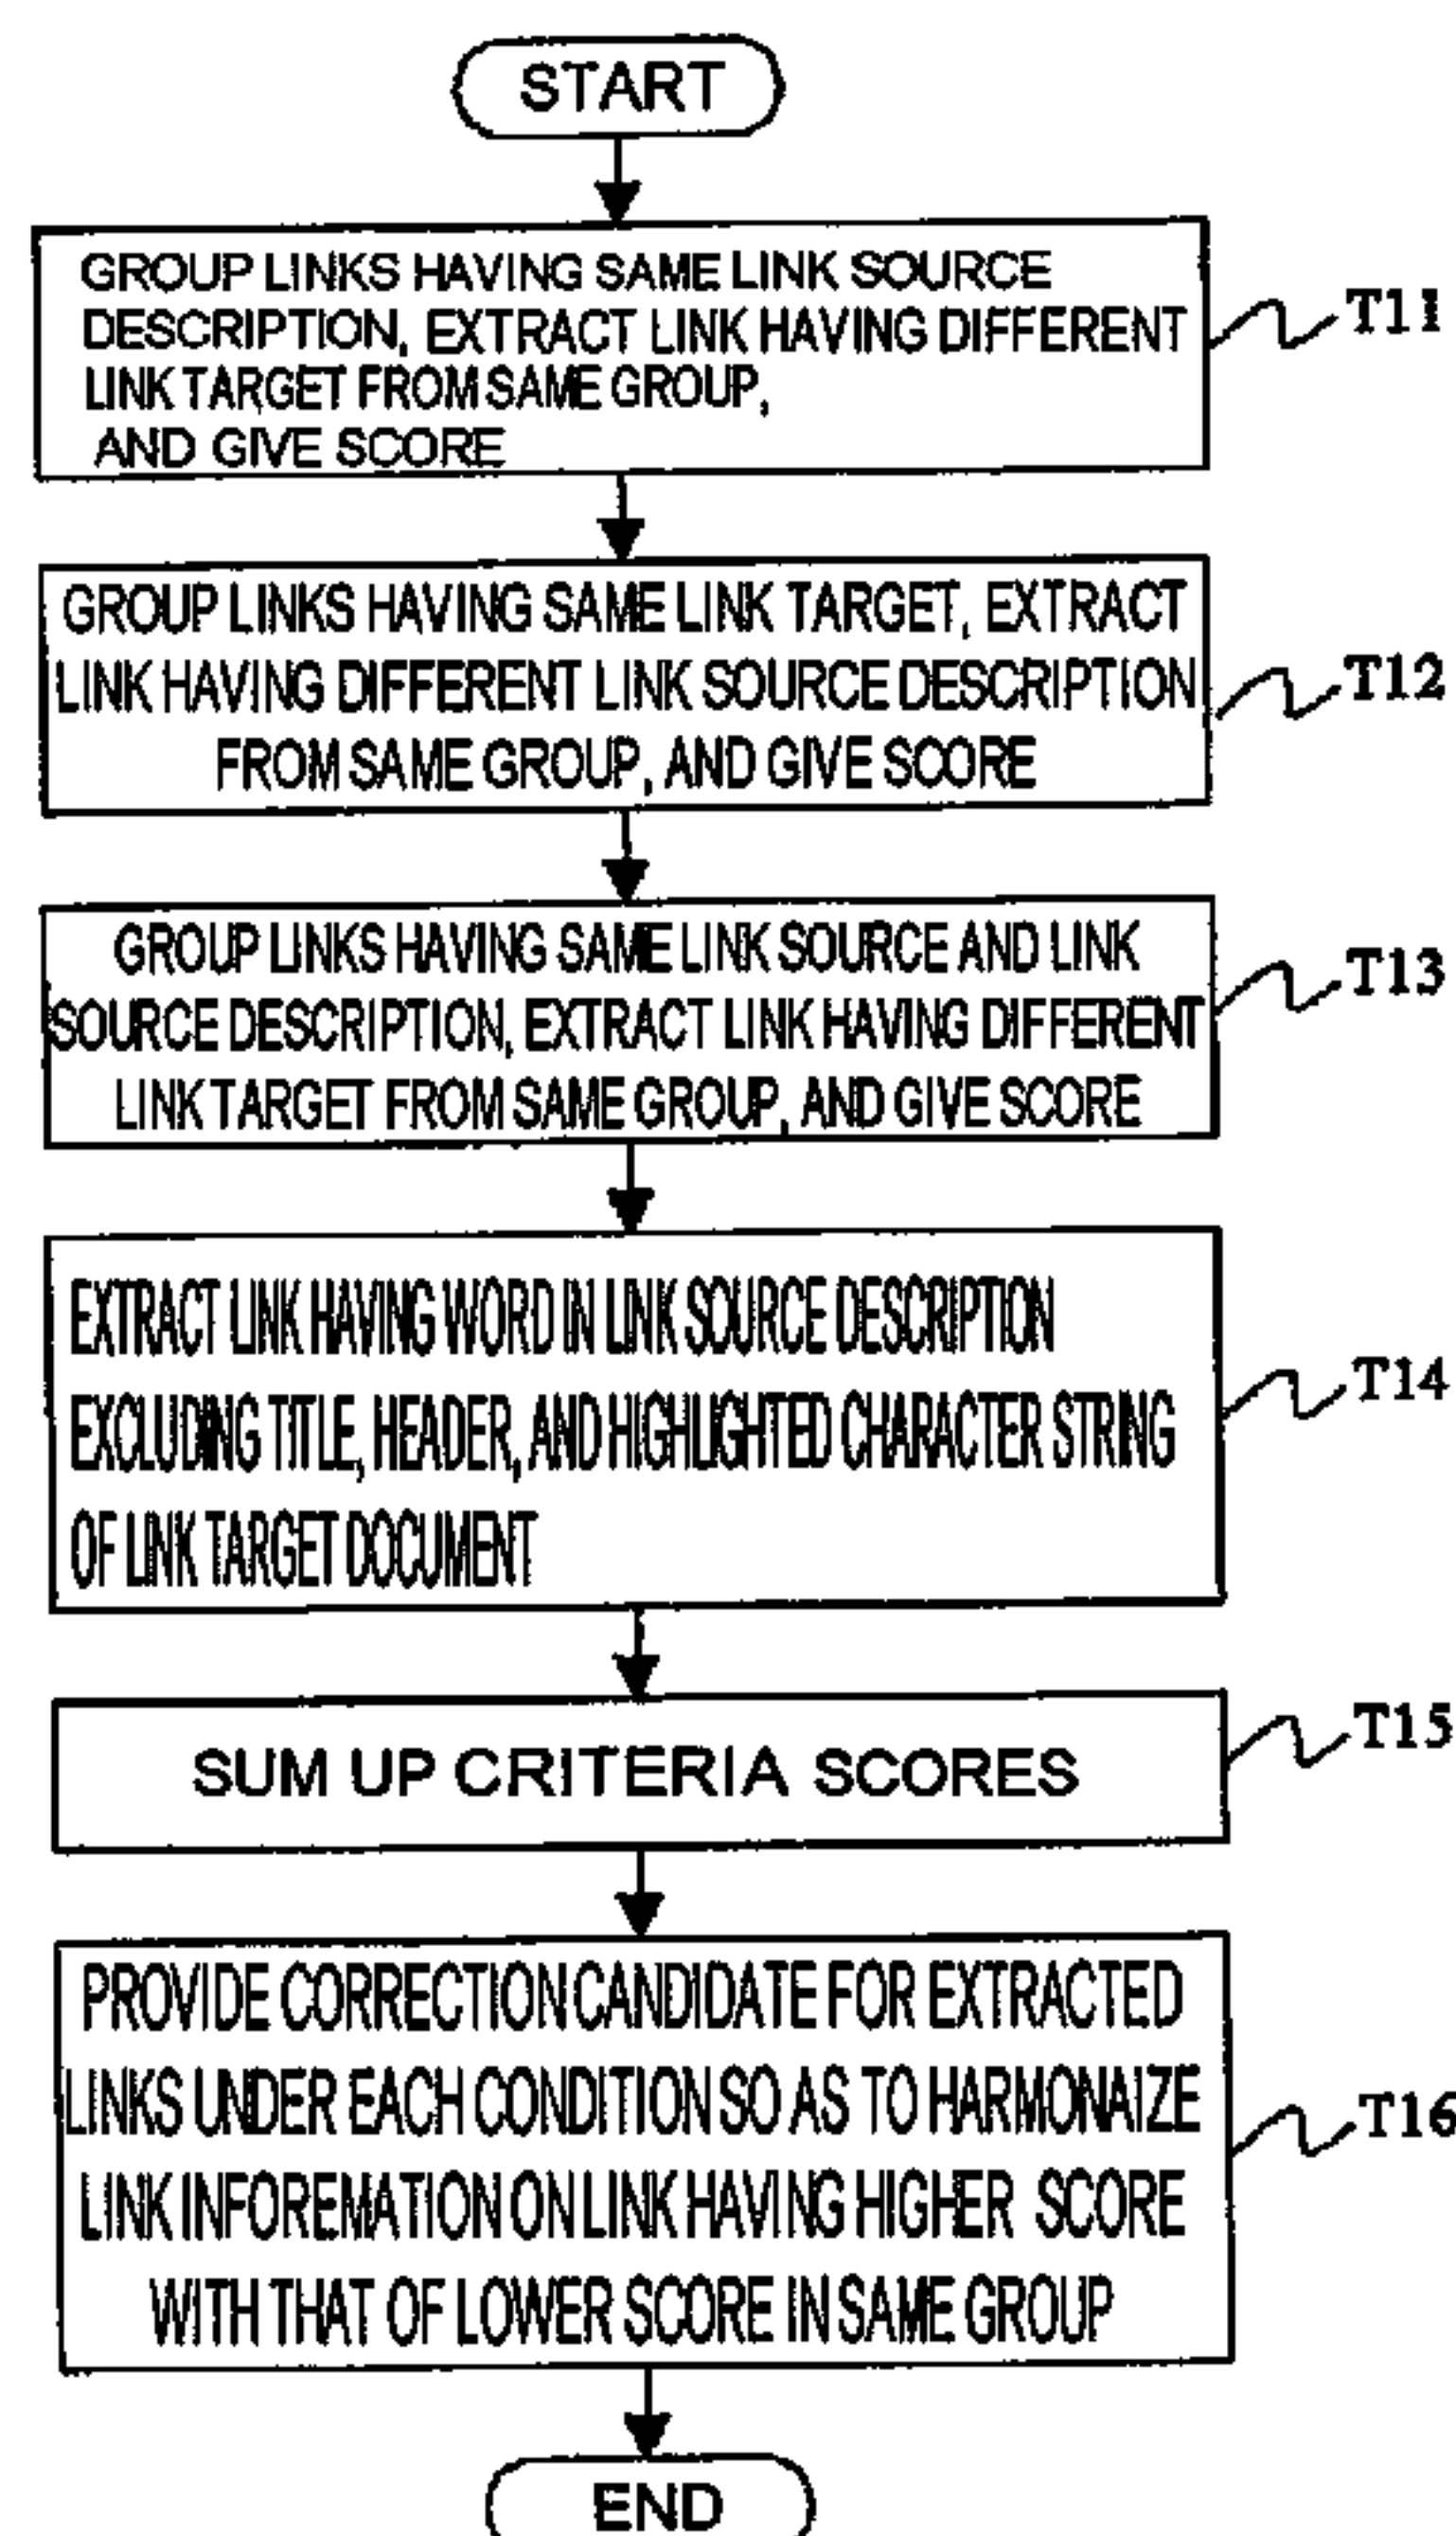 START
GROUP LINKS HAVING SAME LINK SOURCE
DESCRIPTION, EXTRACT LINK HAVING DIFFERENT
LINK TARGET FROM SAME GROUP,
AND GIVE SCORE
T11
GROUP LINKS HAVING SAME LINK TARGET, EXTRACT
LINK HAVING DIFFERENT LINK SOURCE DESCRIPTION
FROM SAME GROUP, AND GIVE SCORE
T12
GROUP LINKS HAVING SAME LINK SOURCE AND LINK
SOURCE DESCRIPTION, EXTRACT LINK HAVING DIFFERENT
LINK TARGET FROM SAME GROUP, AND GIVE SCORE
T13
EXTRACT LINK HAVING WORD IN LINK SOURCE DESCRIPTION
EXCLUDING TITLE, HEADER, AND HIGHLIGHTED CHARACTER STRING
OF LINK TARGET DOCUMENT
T14
SUM UP CRITERIA SCORES
T15
PROVIDE CORRECTION CANDIDATE FOR EXTRACTED
LINKS UNDER EACH CONDITION SO AS TO HARMONAIZE
LINK INFOREMATION ON LINK HAVING HIGHER SCORE
WITH THAT OF LOWER SCORE IN SAME GROUP
T16
END